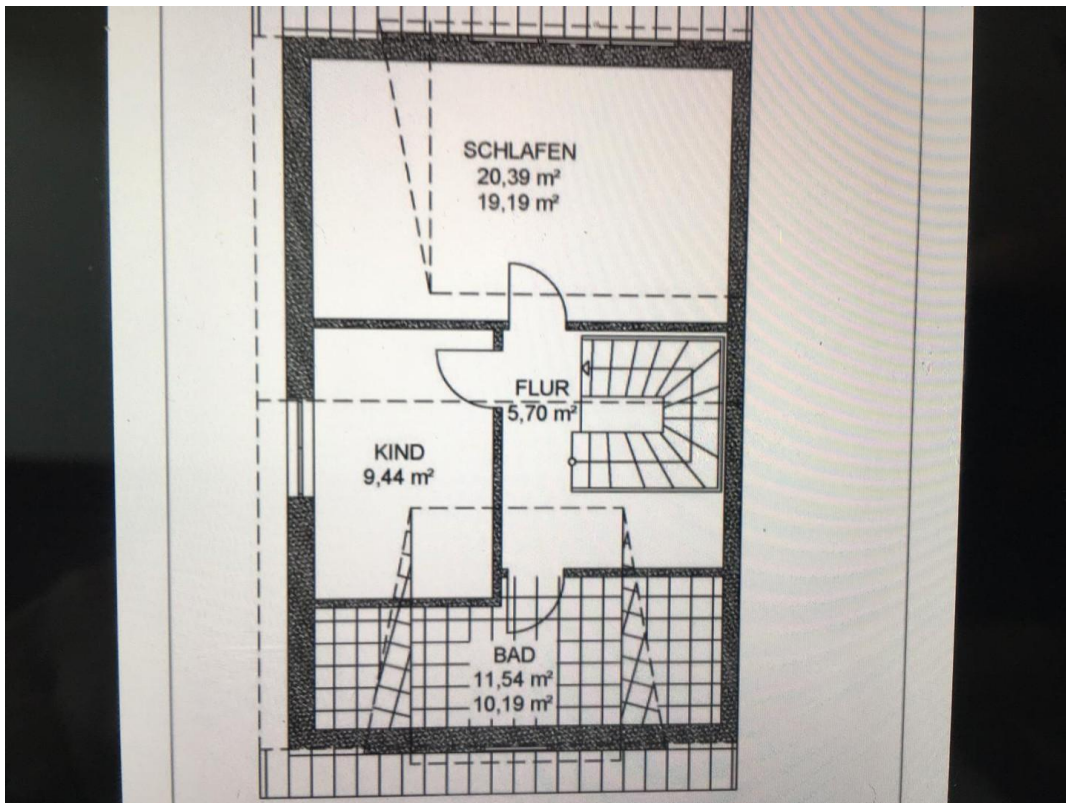 SCHLAFEN
20,39 m²
19,19 m²
FLUR
5,70 m²
KIND
9,44 m²
BAD
11,54 m²
10,19 m²